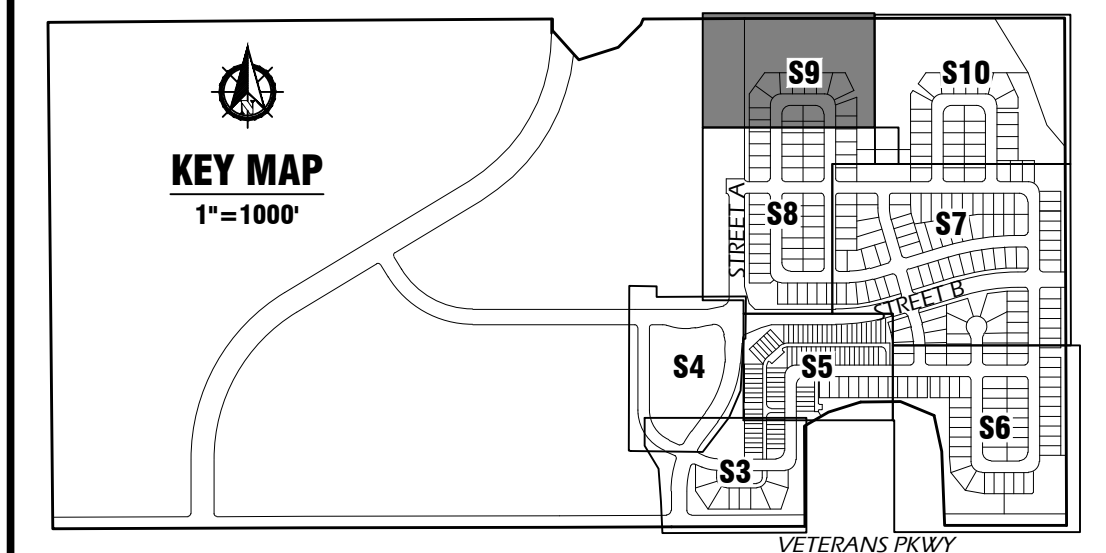 N
KEY MAP
1"=1000'
S9
S10
STREET A
S8
S7
STREET B
S4
S5
S6
S3
VETERANS PKWY